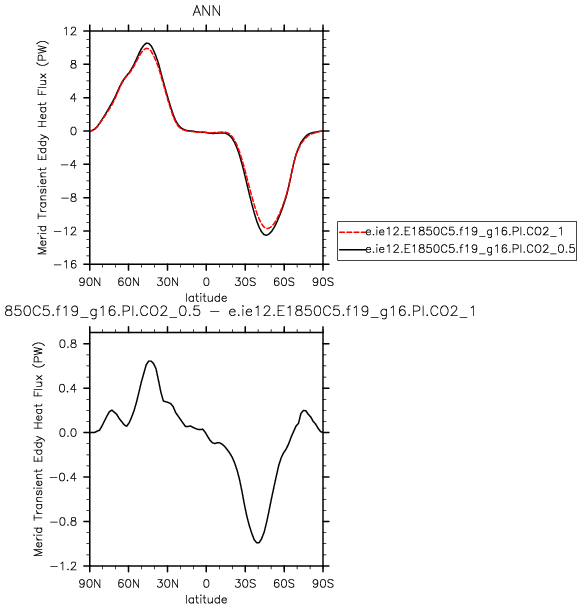 ANN
12
8
4
0
-4
-8
-12
-16
Merid Transient Eddy Heat Flux (PW)
90N 60N 30N 0 30S 60S 90S
latitude
e.ie12.E1850C5.f19_g16.PI.CO2_1
e.ie12.E1850C5.f19_g16.PI.CO2_0.5
850C5.f19_g16.PI.CO2_0.5 - e.ie12.E1850C5.f19_g16.PI.CO2_1
0.8
0.4
0.0
-0.4
-0.8
-1.2
Merid Transient Eddy Heat Flux (PW)
90N 60N 30N 0 30S 60S 90S
latitude